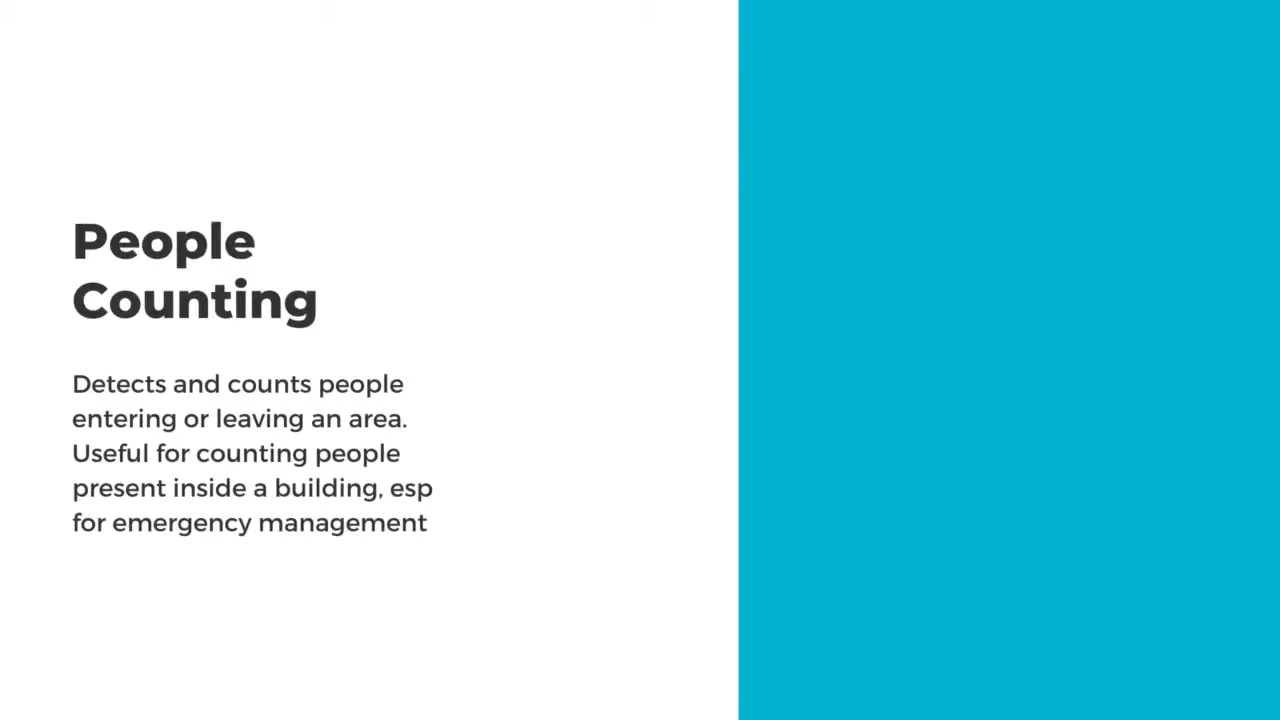 People
Counting
Detects and counts people
entering or leaving an area.
Useful for counting people
present inside a building, esp
for emergency management